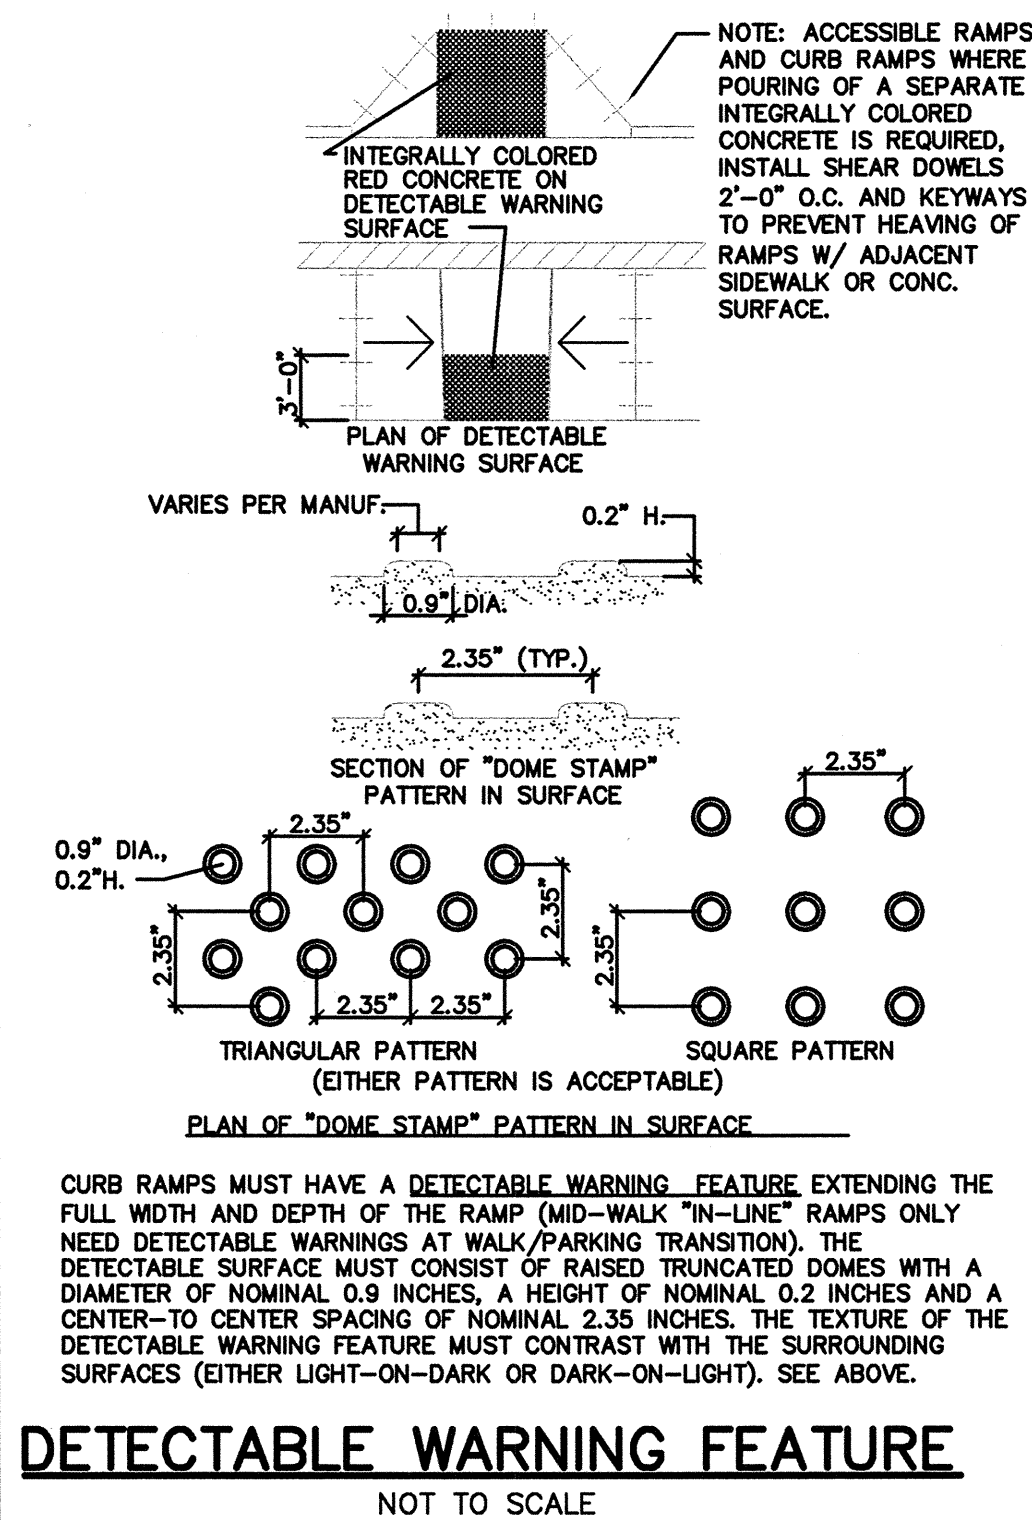 NOTE: ACCESSIBLE RAMPS
AND CURB RAMPS WHERE
POURING OF A SEPARATE
INTEGRALLY COLORED
CONCRETE IS REQUIRED,
INSTALL SHEAR DOWELS
2'-0" O.C. AND KEYWAYS
TO PREVENT HEAVING OF
RAMPS W/ ADJACENT
SIDEWALK OR CONC.
SURFACE.
INTEGRALLY COLORED
RED CONCRETE ON
DETECTABLE WARNING
SURFACE
3'-0"
PLAN OF DETECTABLE
WARNING SURFACE
VARIES PER MANUF.
0.2" H.
0.9" DIA.
2.35" (TYP.)
SECTION OF "DOME STAMP"
PATTERN IN SURFACE
2.35"
2.35"
0.9" DIA.,
0.2"H.
2.35"
2.35"
2.35"
2.35"
2.35"
TRIANGULAR PATTERN
SQUARE PATTERN
(EITHER PATTERN IS ACCEPTABLE)
PLAN OF "DOME STAMP" PATTERN IN SURFACE
CURB RAMPS MUST HAVE A DETECTABLE WARNING FEATURE EXTENDING THE
FULL WIDTH AND DEPTH OF THE RAMP (MID-WALK "IN-LINE" RAMPS ONLY
NEED DETECTABLE WARNINGS AT WALK/PARKING TRANSITION). THE
DETECTABLE SURFACE MUST CONSIST OF RAISED TRUNCATED DOMES WITH A
DIAMETER OF NOMINAL 0.9 INCHES, A HEIGHT OF NOMINAL 0.2 INCHES AND A
CENTER-TO CENTER SPACING OF NOMINAL 2.35 INCHES. THE TEXTURE OF THE
DETECTABLE WARNING FEATURE MUST CONTRAST WITH THE SURROUNDING
SURFACES (EITHER LIGHT-ON-DARK OR DARK-ON-LIGHT). SEE ABOVE.
DETECTABLE WARNING FEATURE
NOT TO SCALE